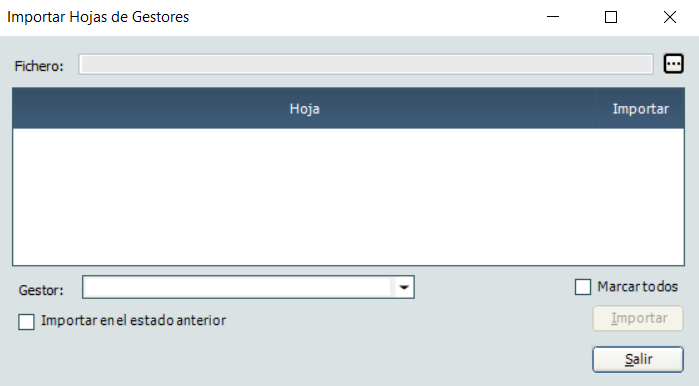 Importar Hojas de Gestores
Fichero:
Hoja Importar
Gestor:
Marcar todos
Importar en el estado anterior
Importar
Salir